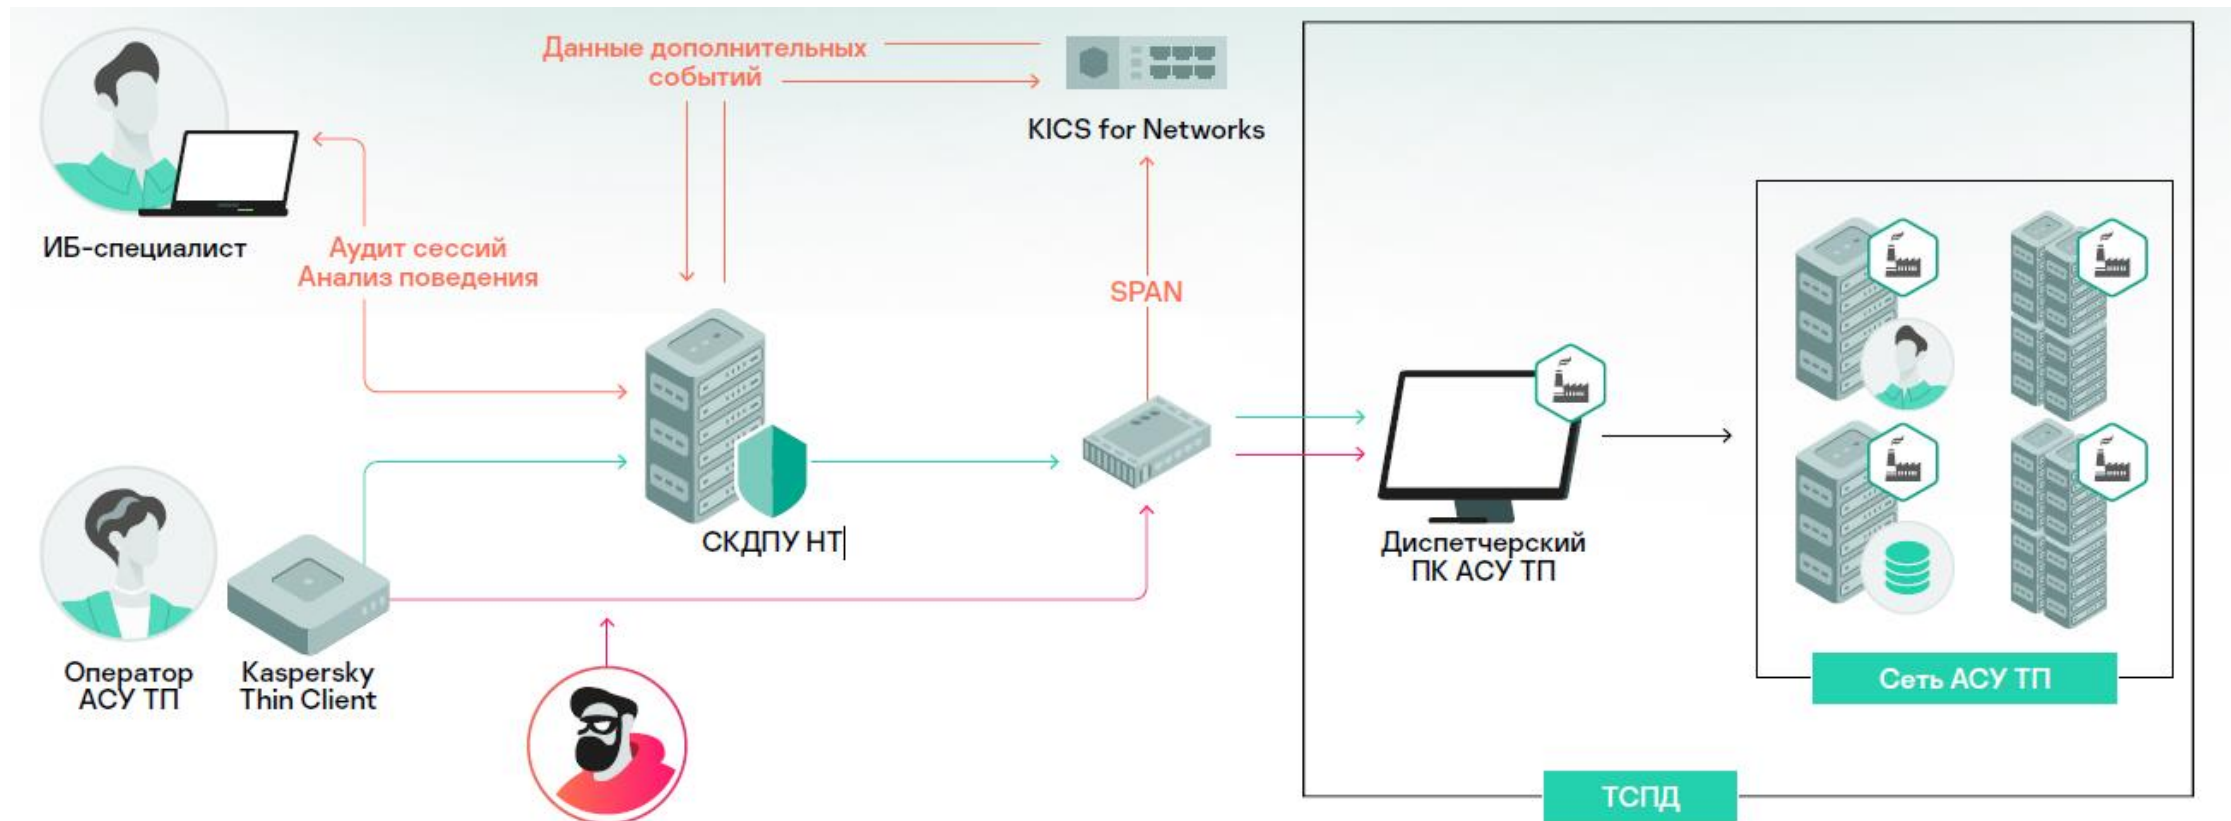 Данные дополнительных
событий
KICS for Networks
ИБ-специалист
Аудит сессий
Анализ поведения
SPAN
СКДПУ НТ
Диспетчерский
ПК АСУ ТП
Оператор
АСУ ТП
Kaspersky
Thin Client
Сеть АСУ ТП
ТСПД